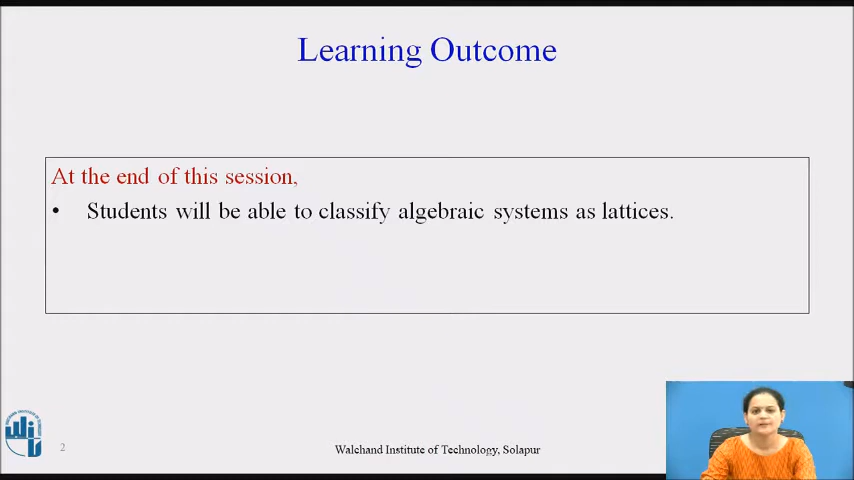 Learning Outcome
At the end of this session,
• Students will be able to classify algebraic systems as lattices.
2
Walchand Institute of Technology, Solapur